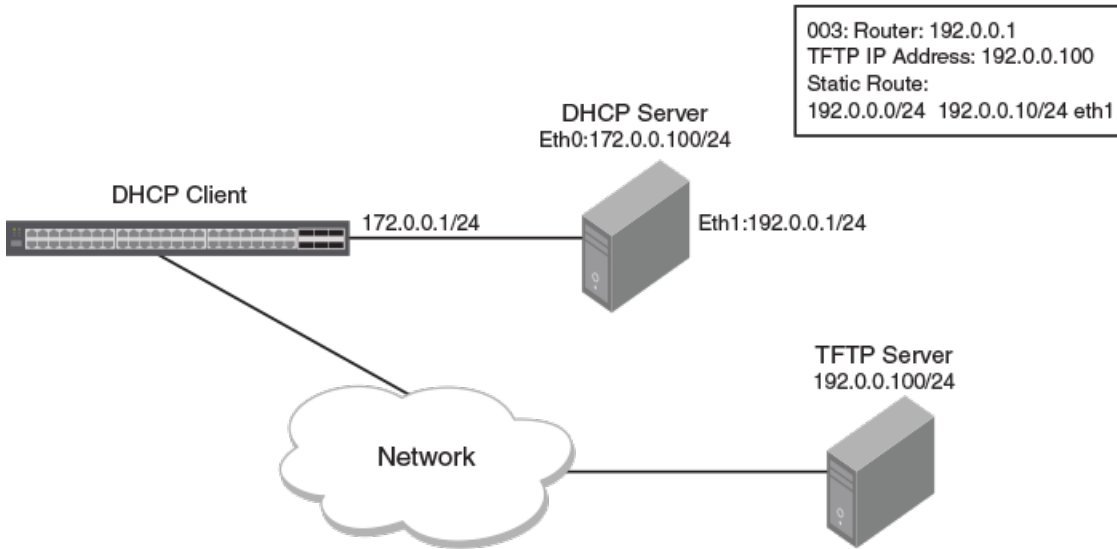 003: Router: 192.0.0.1
TFTP IP Address: 192.0.0.100
Static Route:
192.0.0.0/24 192.0.0.10/24 eth1
DHCP Server
Eth0:172.0.0.100/24
DHCP Client
172.0.0.1/24
Eth1:192.0.0.1/24
TFTP Server
192.0.0.100/24
Network